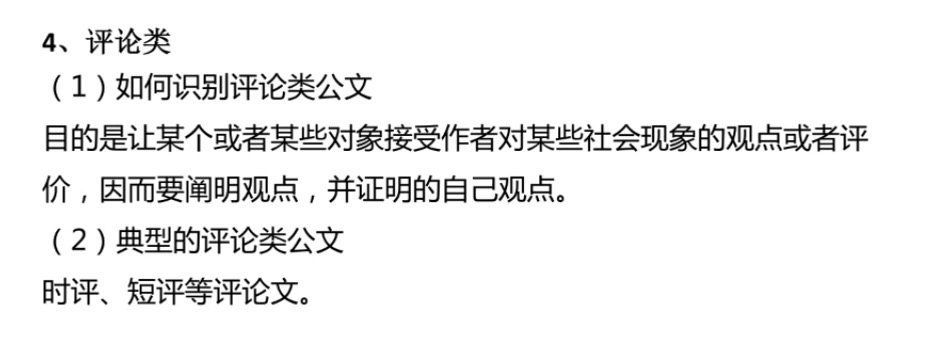 4、评论类
（1）如何识别评论类公文
目的是让某个或者某些对象接受作者对某些社会现象的观点或者评
价，因而要阐明观点，并证明的自己观点。
（2）典型的评论类公文
时评、短评等评论文。